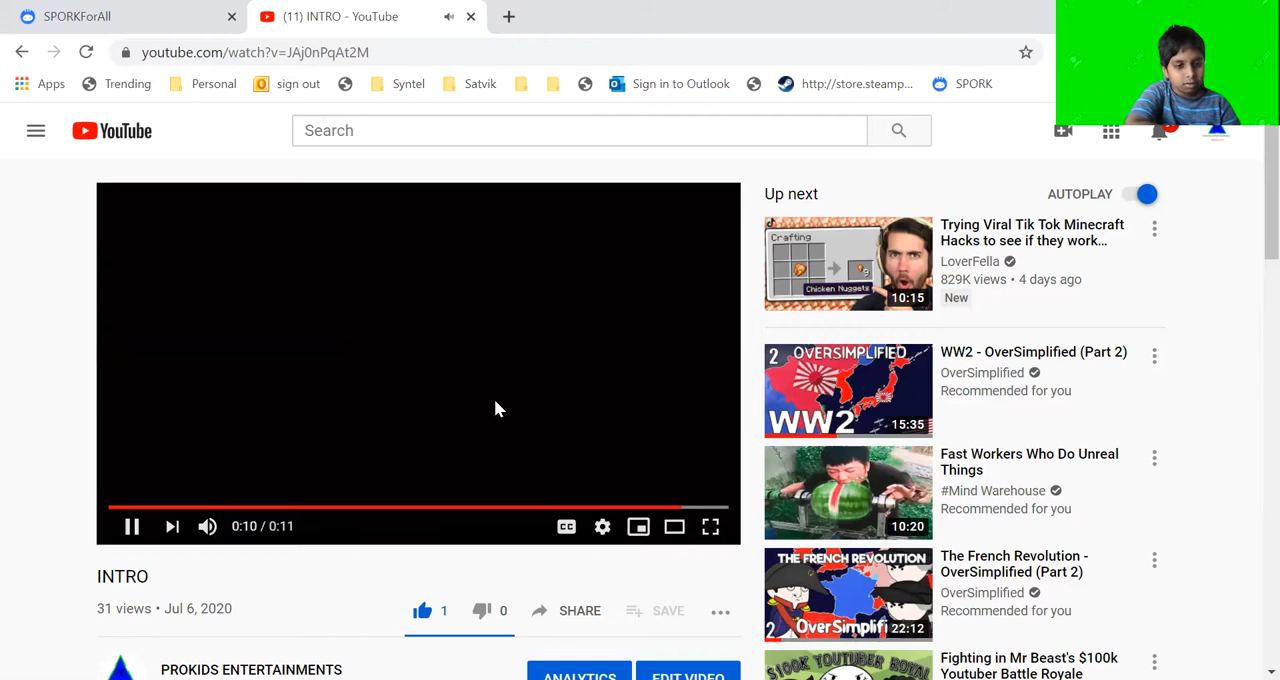 SPORKForAll
(11) INTRO - YouTube
youtube.com/watch?v=JAj0nPqAt2M
Apps
Trending
Personal
sign out
Syntel
Satvik
Sign in to Outlook
http://store.steamp...
SPORK
YouTube
Search
Up next
AUTOPLAY
Crafting
Chicken Nuggets
10:15
Trying Viral Tik Tok Minecraft
Hacks to see if they work...
LoverFella
829K views • 4 days ago
New
2 OVERSIMPLIFIED
WW2
15:35
WW2 - OverSimplified (Part 2)
OverSimplified
Recommended for you
10:20
Fast Workers Who Do Unreal
Things
#Mind Warehouse
Recommended for you
THE FRENCH REVOLUTION
2
OverSimplifi
22:12
The French Revolution -
OverSimplified (Part 2)
OverSimplified
Recommended for you
$100K YOUTUBER ROYAL
Fighting in Mr Beast's $100k
Youtuber Battle Royale
0:10 / 0:11
CC
INTRO
31 views • Jul 6, 2020
1
0
SHARE
SAVE
PROKIDS ENTERTAINMENTS
ANALYTICS
EDIT VIDEO